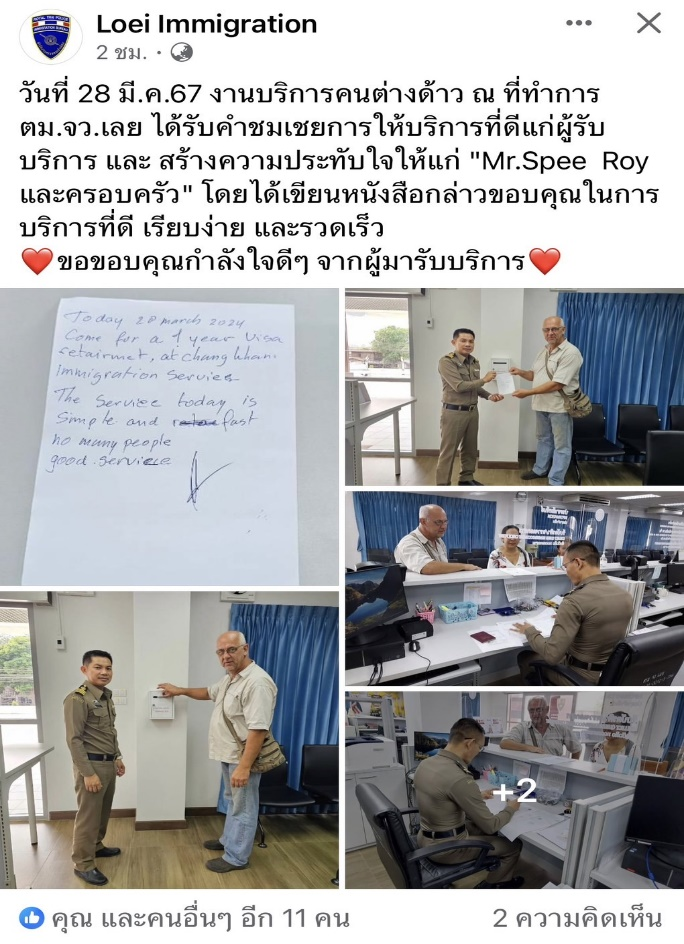 Loei Immigration
2 ชม.
วันที่ 28 มี.ค.67 งานบริการคนต่างด้าว ณ ที่ทำการ
ตม.จว.เลย ได้รับคำชมเชยการให้บริการที่ดีแก่ผู้รับ
บริการ และ สร้างความประทับใจให้แก่ "Mr.Spee Roy
และครอบครัว" โดยได้เขียนหนังสือกล่าวขอบคุณในการ
บริการที่ดี เรียบง่าย และรวดเร็ว
❤️ขอขอบคุณกำลังใจดีๆ จากผู้มารับบริการ❤️
Today 28 march 2024
Come for a 1 year visa
retairmet, at chang khan.
immigration services
The service today is
Simple and fast
no many people
good service
+2
คุณ และคนอื่นๆ อีก 11 คน
2 ความคิดเห็น